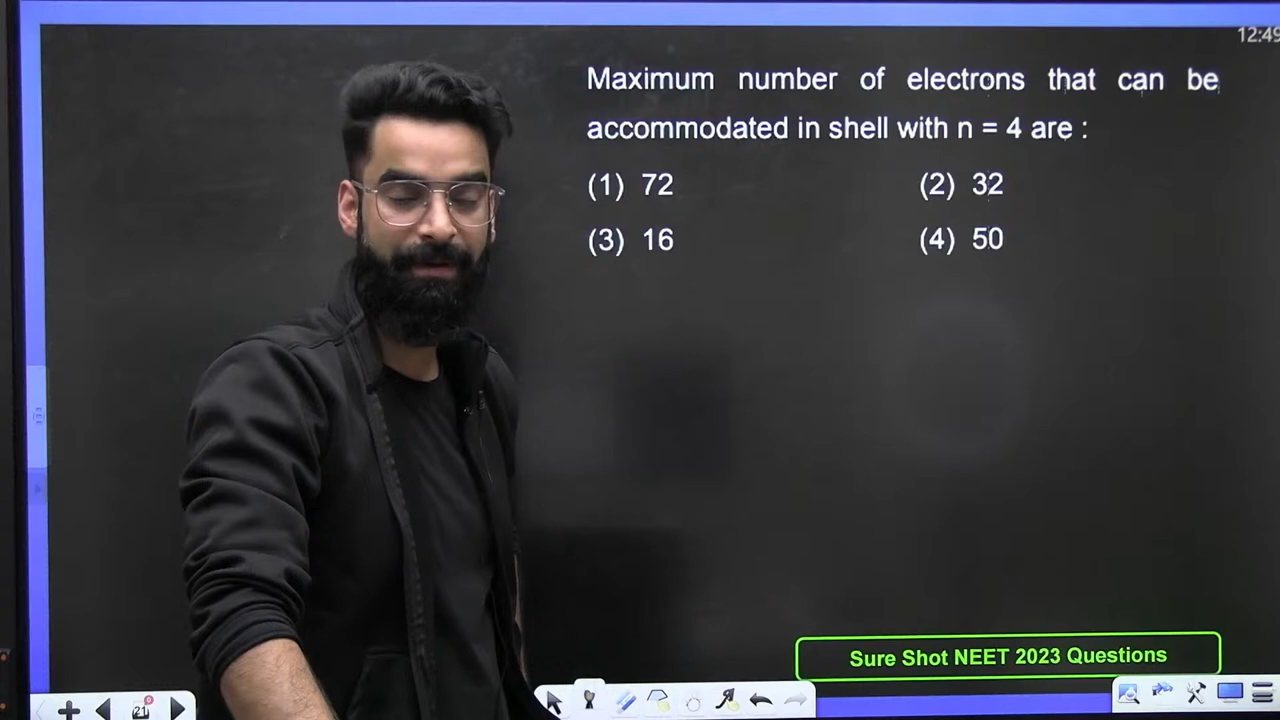 12:49
Maximum number of electrons that can be
accommodated in shell with n = 4 are :
(1) 72 (2) 32
(3) 16 (4) 50
Sure Shot NEET 2023 Questions
21